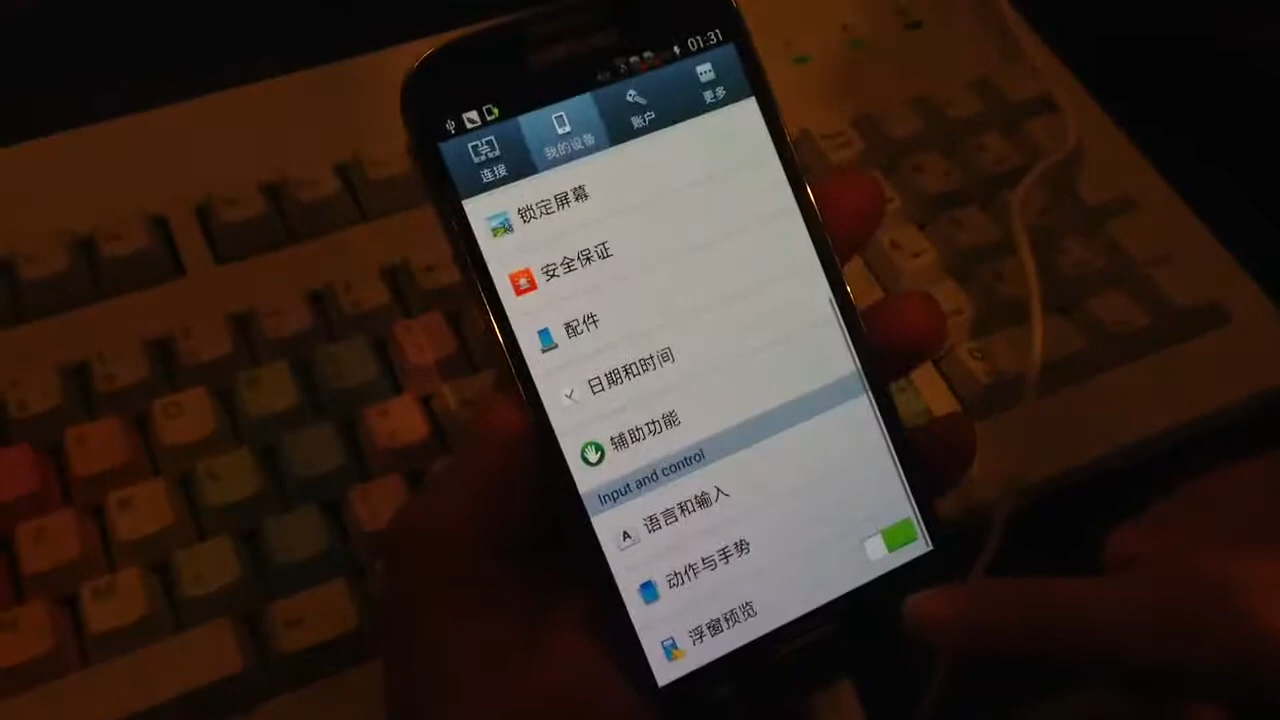 01:31
连接
我的设备
账户
更多
锁定屏幕
安全保证
配件
日期和时间
辅助功能
Input and control
A 语言和输入
动作与手势
浮窗预览